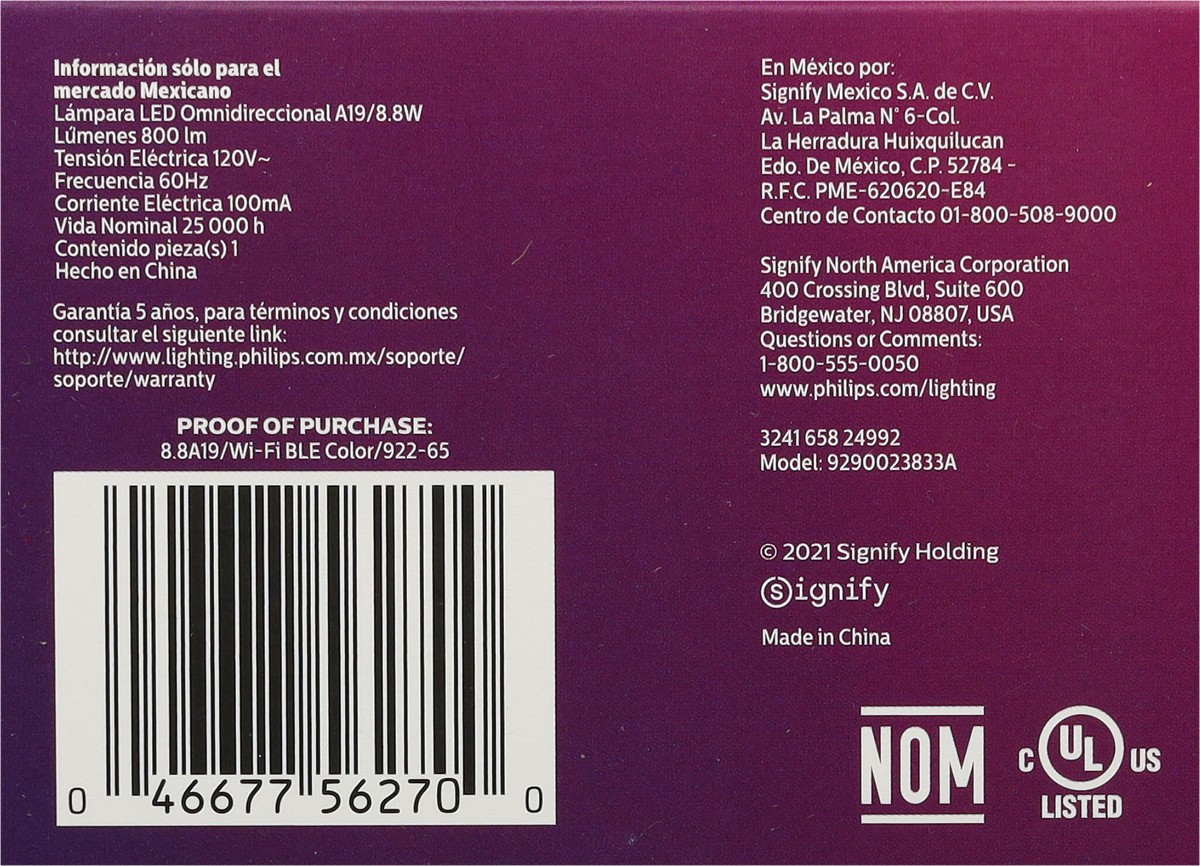 Información sólo para el
mercado Mexicano
Lámpara LED Omnidireccional A19/8.8W
Lúmenes 800 lm
Tensión Eléctrica 120V~
Frecuencia 60Hz
Corriente Eléctrica 100mA
Vida Nominal 25 000 h
Contenido pieza(s) 1
Hecho en China
Garantía 5 años, para términos y condiciones
consultar el siguiente link:
http://www.lighting.philips.com.mx/soporte/
soporte/warranty
PROOF OF PURCHASE:
8.8A19/Wi-Fi BLE Color/922-65
0 46677 56270 0
En México por:
Signify Mexico S.A. de C.V.
Av. La Palma N° 6-Col.
La Herradura Huixquilucan
Edo. De México, C.P. 52784 -
R.F.C. PME-620620-E84
Centro de Contacto 01-800-508-9000
Signify North America Corporation
400 Crossing Blvd, Suite 600
Bridgewater, NJ 08807, USA
Questions or Comments:
1-800-555-0050
www.philips.com/lighting
3241 658 24992
Model: 9290023833A
© 2021 Signify Holding
Signify
Made in China
NOM
C UL US
LISTED